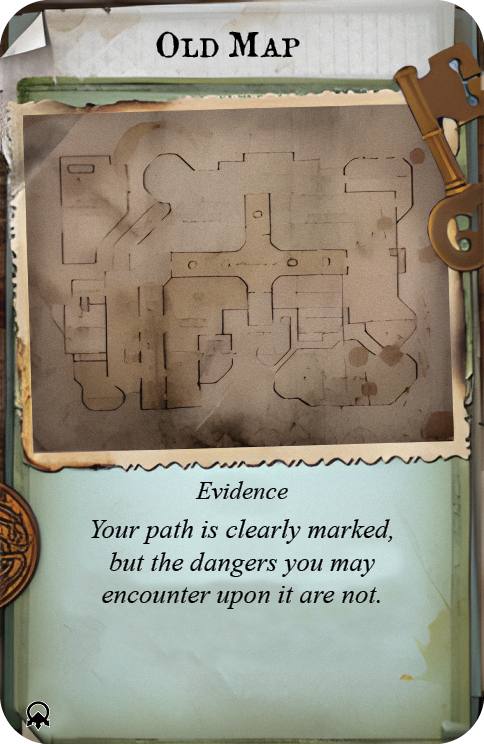 Old Map
Evidence
Your path is clearly marked,
but the dangers you may
encounter upon it are not.